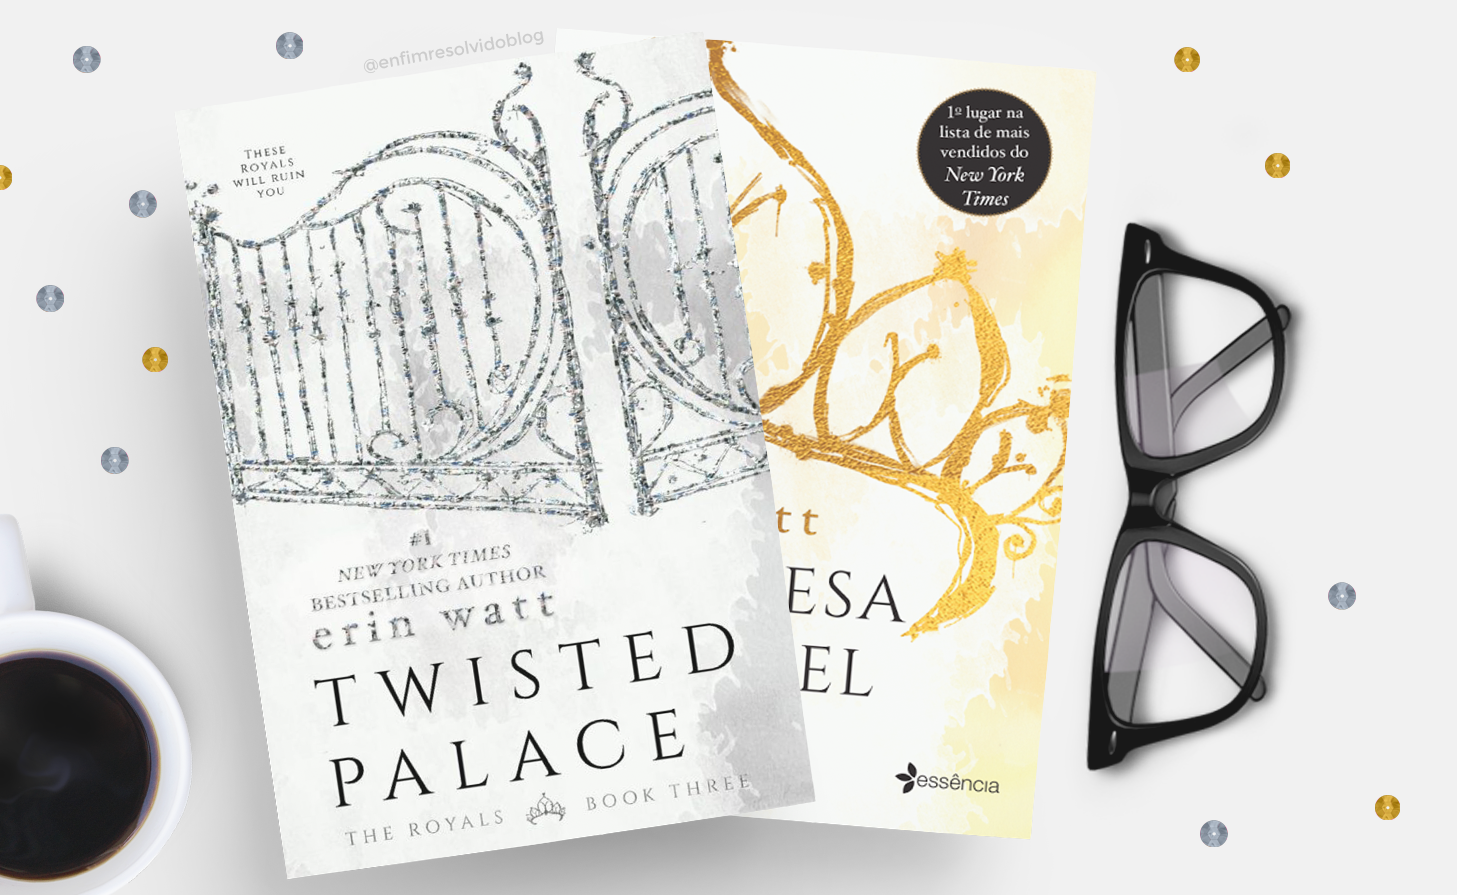 @enfimresolvidoblog
THESE
ROYALS
WILL RUIN
YOU
#1
NEW YORK TIMES
BESTSELLING AUTHOR
erin watt
TWISTED
PALACE
THE ROYALS BOOK THREE
1º lugar na
lista de mais
vendidos do
New York
Times
tt
ESA
EL
essência